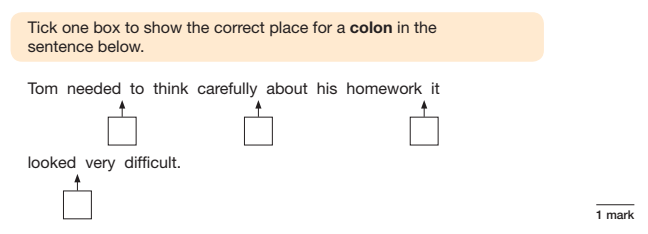 Tick one box to show the correct place for a colon in the
sentence below.
Tom needed to think carefully about his homework it
looked very difficult.
1 mark